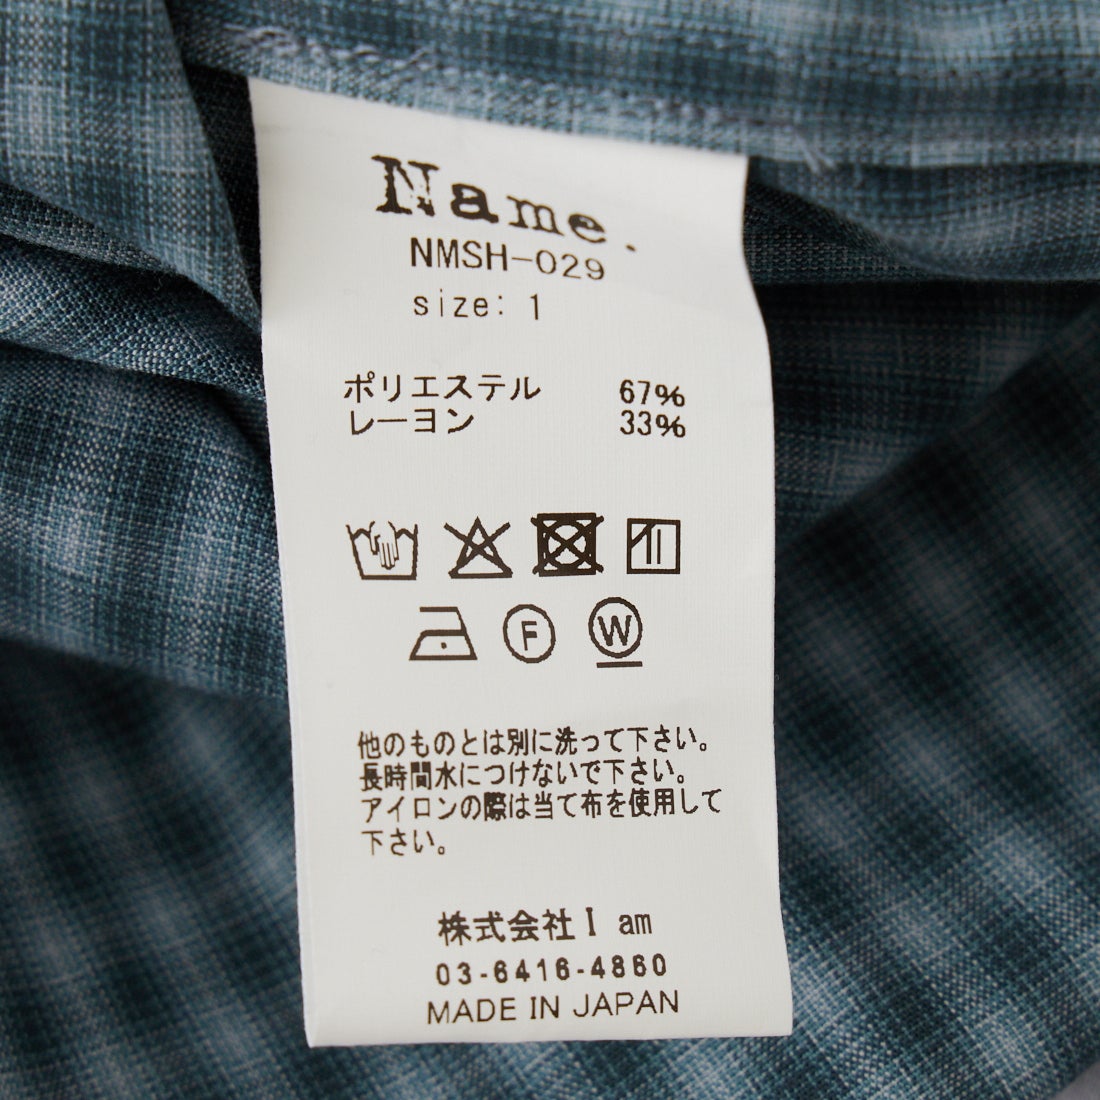 Name.
NMSH-029
size: 1
ポリエステル 67%
レーヨン 33%
F W
他のものとは別に洗って下さい。
長時間水につけないで下さい。
アイロンの際は当て布を使用して
下さい。
株式会社I am
03-6416-4860
MADE IN JAPAN